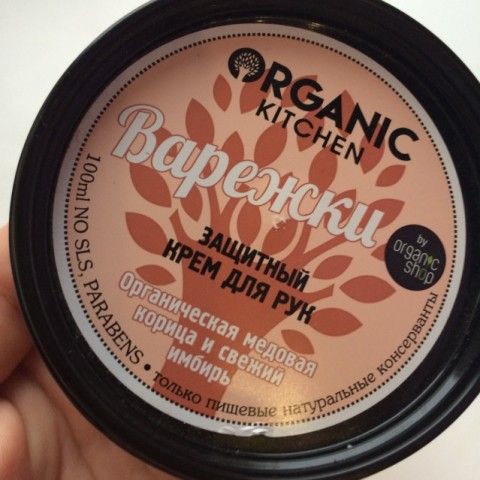 ORGANIC
KITCHEN
Варежки
by
organic
shop
ЗАЩИТНЫЙ
КРЕМ ДЛЯ РУК
Органическая медовая
корица и свежий
имбирь
100ml NO SLS, PARABENS • только пищевые натуральные консерванты